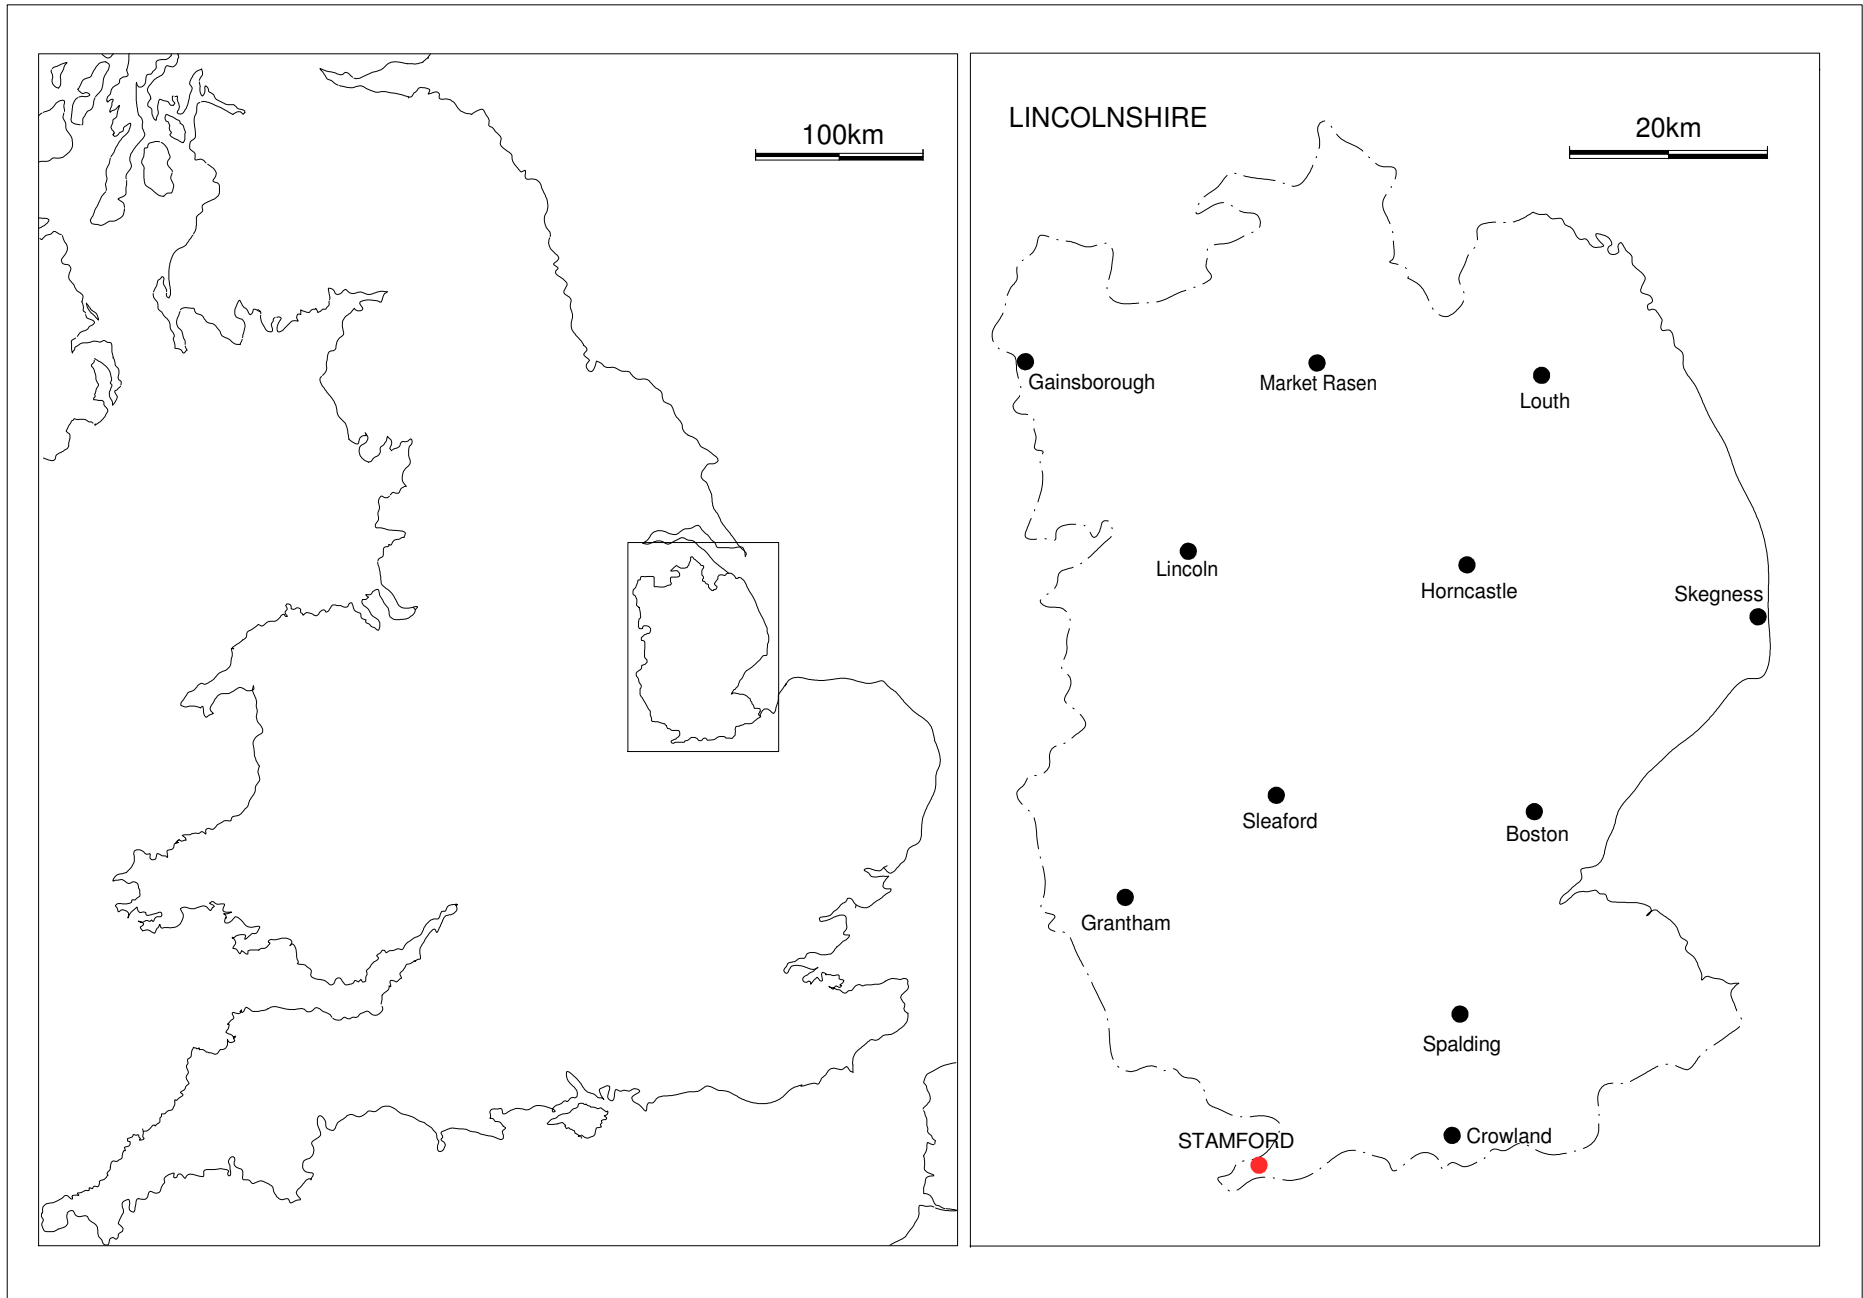 100km
LINCOLNSHIRE
20km
Gainsborough
Market Rasen
Louth
Lincoln
Horncastle
Skegness
Sleaford
Boston
Grantham
Spalding
STAMFORD
Crowland